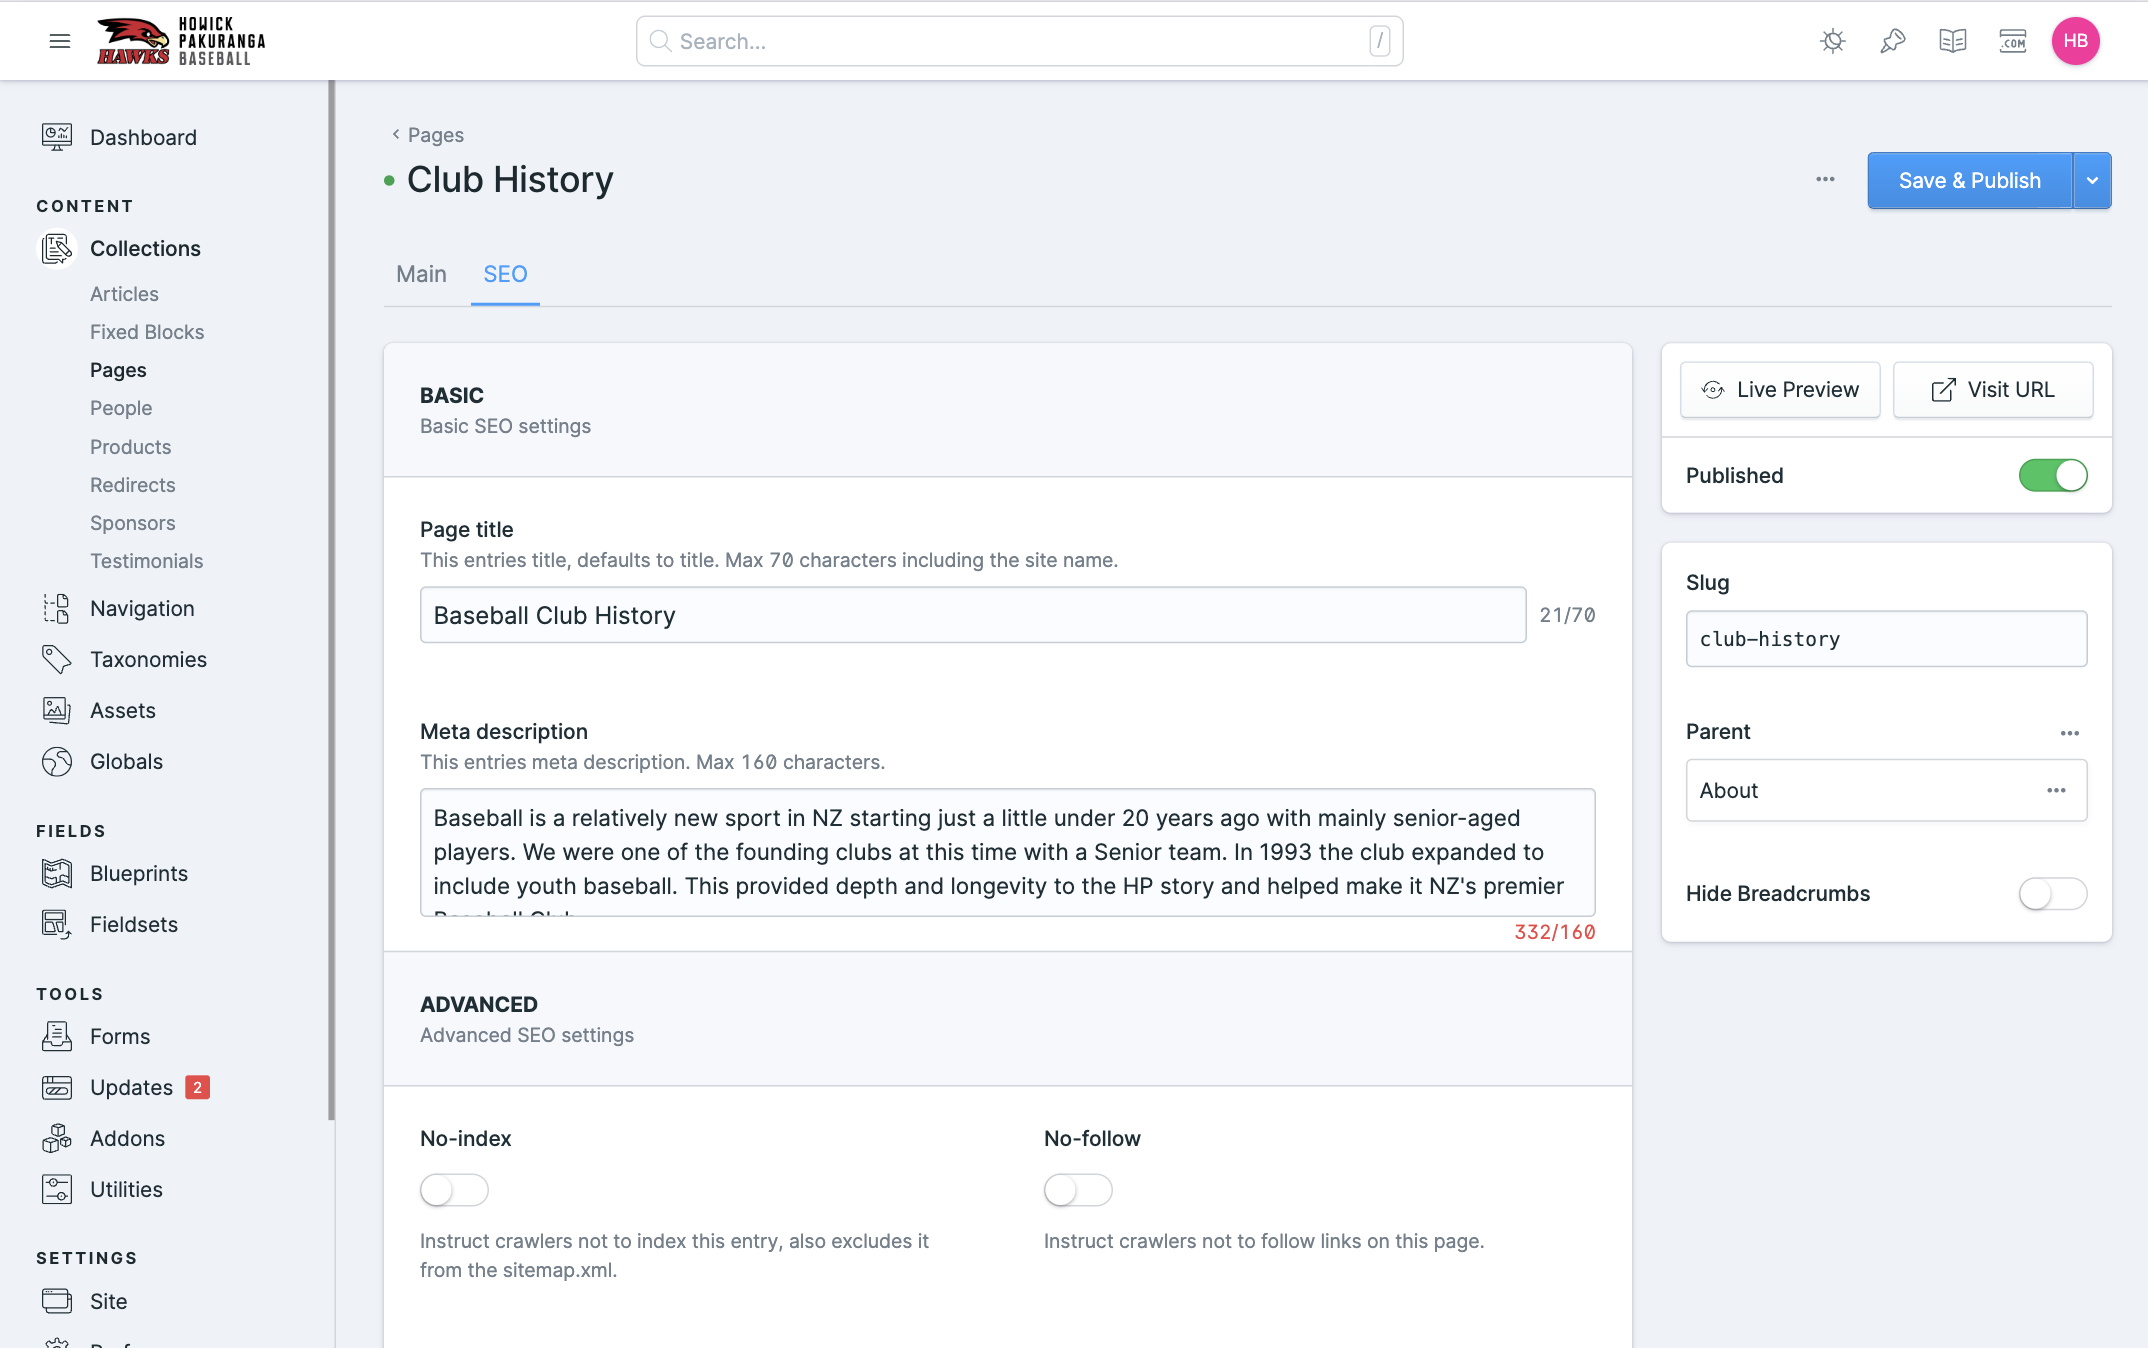 HOWICK
PAKURANGA
BASEBALL
HAWKS
Search...
/
.COM
HB
Dashboard
CONTENT
Collections
Articles
Fixed Blocks
Pages
People
Products
Redirects
Sponsors
Testimonials
Navigation
Taxonomies
Assets
Globals
FIELDS
Blueprints
Fieldsets
TOOLS
Forms
Updates 2
Addons
Utilities
SETTINGS
Site
Pages
Club History
Save & Publish
Main
SEO
BASIC
Basic SEO settings
Page title
This entries title, defaults to title. Max 70 characters including the site name.
Baseball Club History
21/70
Meta description
This entries meta description. Max 160 characters.
Baseball is a relatively new sport in NZ starting just a little under 20 years ago with mainly senior-aged
players. We were one of the founding clubs at this time with a Senior team. In 1993 the club expanded to
include youth baseball. This provided depth and longevity to the HP story and helped make it NZ's premier
Baseball Club
332/160
ADVANCED
Advanced SEO settings
No-index
Instruct crawlers not to index this entry, also excludes it
from the sitemap.xml.
No-follow
Instruct crawlers not to follow links on this page.
Live Preview
Visit URL
Published
Slug
club-history
Parent
About
Hide Breadcrumbs